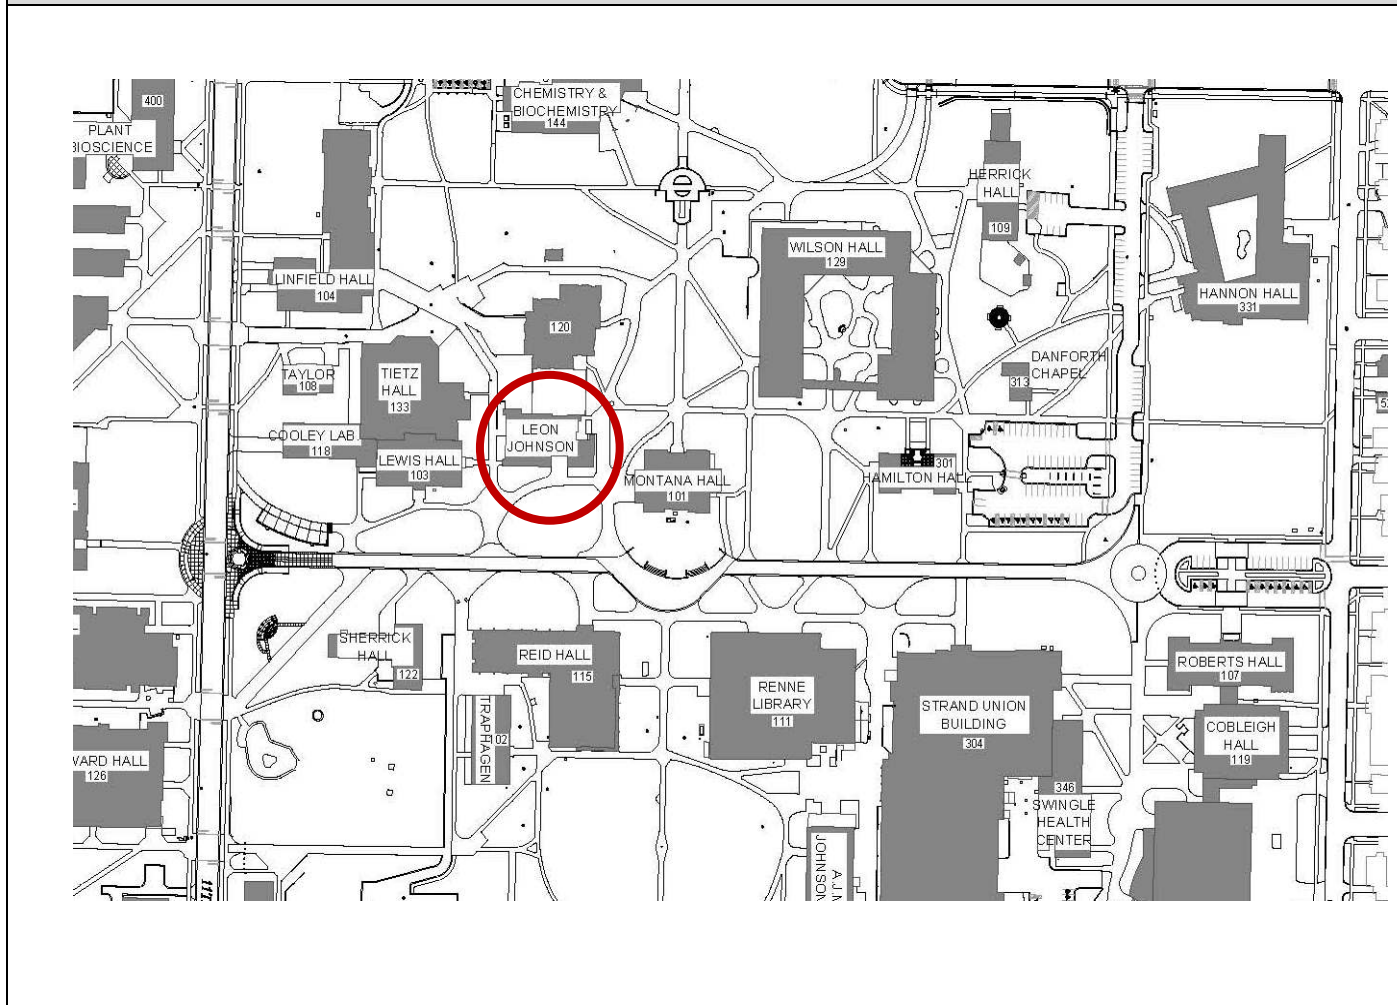 400
PLANT
BIOSCIENCE
CHEMISTRY &
BIOCHEMISTRY
144
HERRICK
HALL
109
LINFIELD HALL
104
WILSON HALL
129
HANNON HALL
331
120
TAYLOR
108
TIETZ
HALL
133
DANFORTH
CHAPEL
313
COOLEY LAB.
118
LEWIS HALL
103
LEON
JOHNSON
MONTANA HALL
101
301
HAMILTON HALL
SHERRICK
HALL
122
REID HALL
115
TRAPHAGEN
102
RENNE
LIBRARY
111
STRAND UNION
BUILDING
304
ROBERTS HALL
107
COBLEIGH
HALL
119
WARD HALL
126
346
SWINGLE
HEALTH
CENTER
A.J.M
JOHNSON